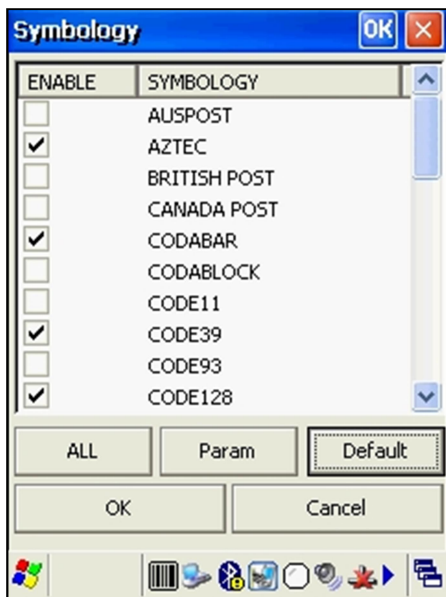 Symbology OK
ENABLE SYMBOLOGY
AUSPOST
AZTEC
BRITISH POST
CANADA POST
CODABAR
CODABLOCK
CODE11
CODE39
CODE93
CODE128
ALL Param Default
OK Cancel